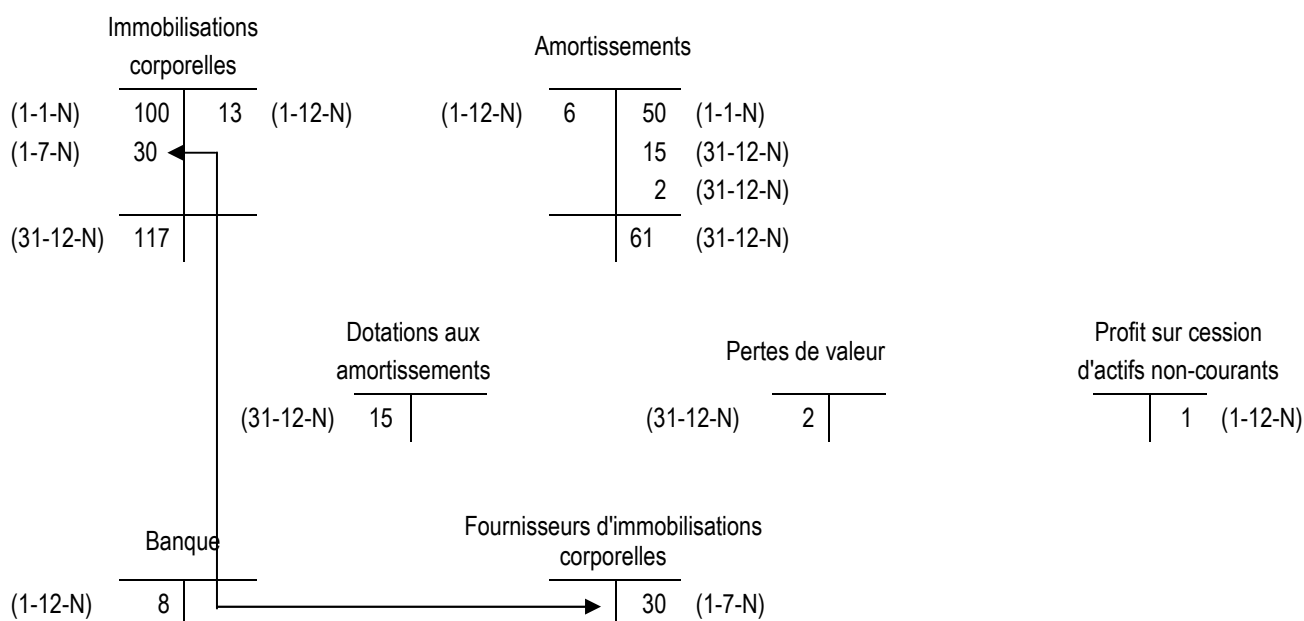 Immobilisations
corporelles
Amortissements
(1-1-N) 100 13 (1-12-N) (1-12-N) 6 50 (1-1-N)
(1-7-N) 30 15 (31-12-N)
2 (31-12-N)
(31-12-N) 117 61 (31-12-N)
Dotations aux
amortissements
Pertes de valeur
Profit sur cession
d'actifs non-courants
(31-12-N) 15 (31-12-N) 2 1 (1-12-N)
Banque
Fournisseurs d'immobilisations
corporelles
(1-12-N) 8 30 (1-7-N)